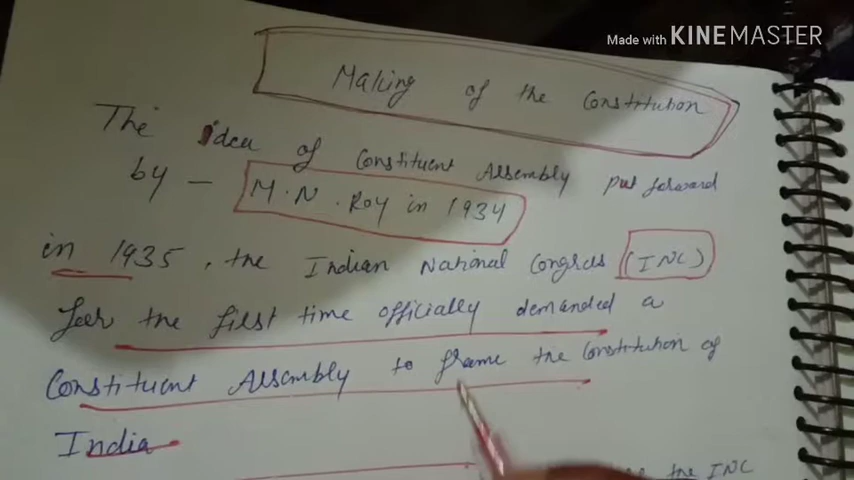 Made with KINEMASTER
Making of the Constitution
The idea of Constituent Assembly put forward
by - M.N. Roy in 1934
in 1935, the Indian National Congress (INC)
for the first time officially demanded a
Constituent Assembly to frame the Constitution of
India
the INC